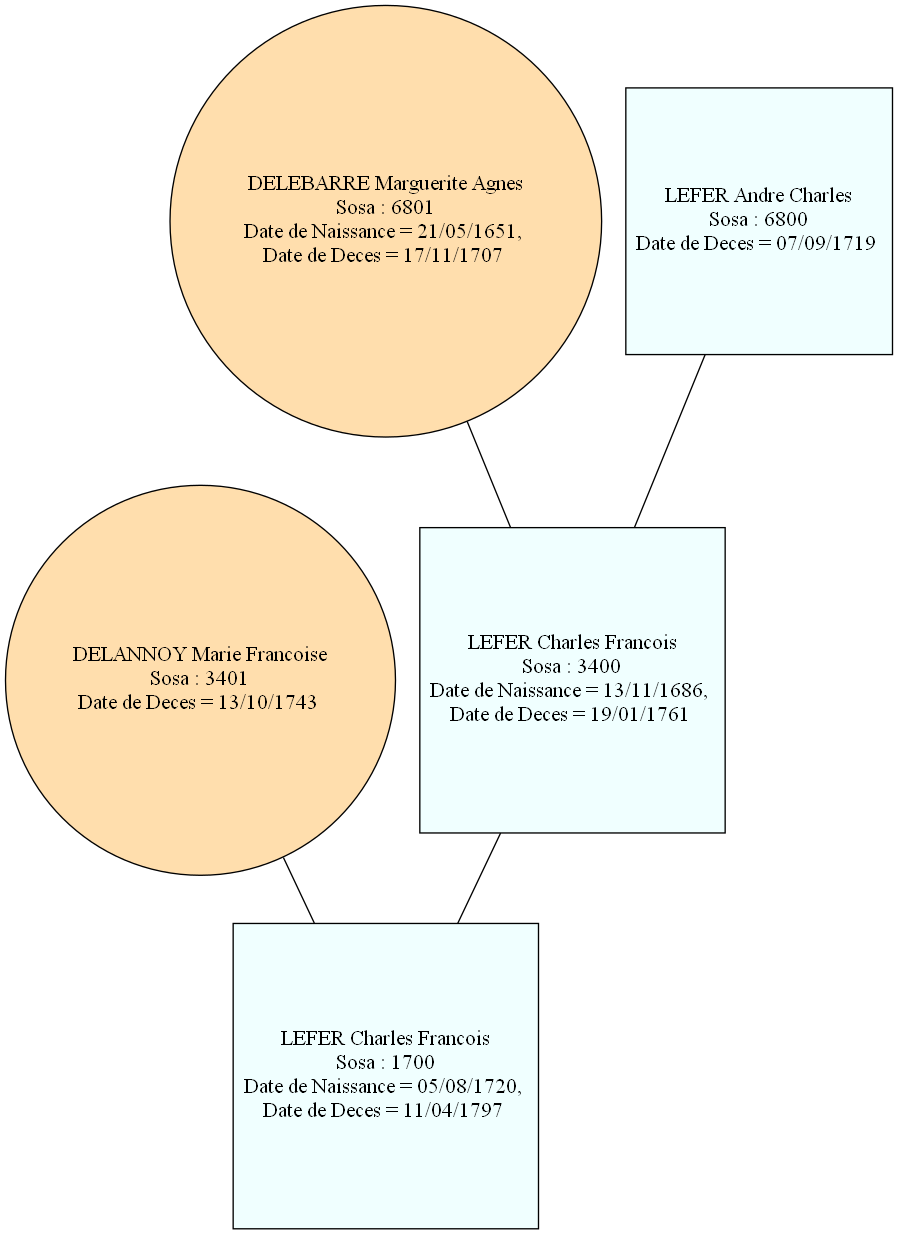 DELEBARRE Marguerite Agnes
Sosa : 6801
Date de Naissance = 21/05/1651,
Date de Deces = 17/11/1707
LEFER Andre Charles
Sosa : 6800
Date de Deces = 07/09/1719
DELANNOY Marie Francoise
Sosa : 3401
Date de Deces = 13/10/1743
LEFER Charles Francois
Sosa : 3400
Date de Naissance = 13/11/1686,
Date de Deces = 19/01/1761
LEFER Charles Francois
Sosa : 1700
Date de Naissance = 05/08/1720,
Date de Deces = 11/04/1797